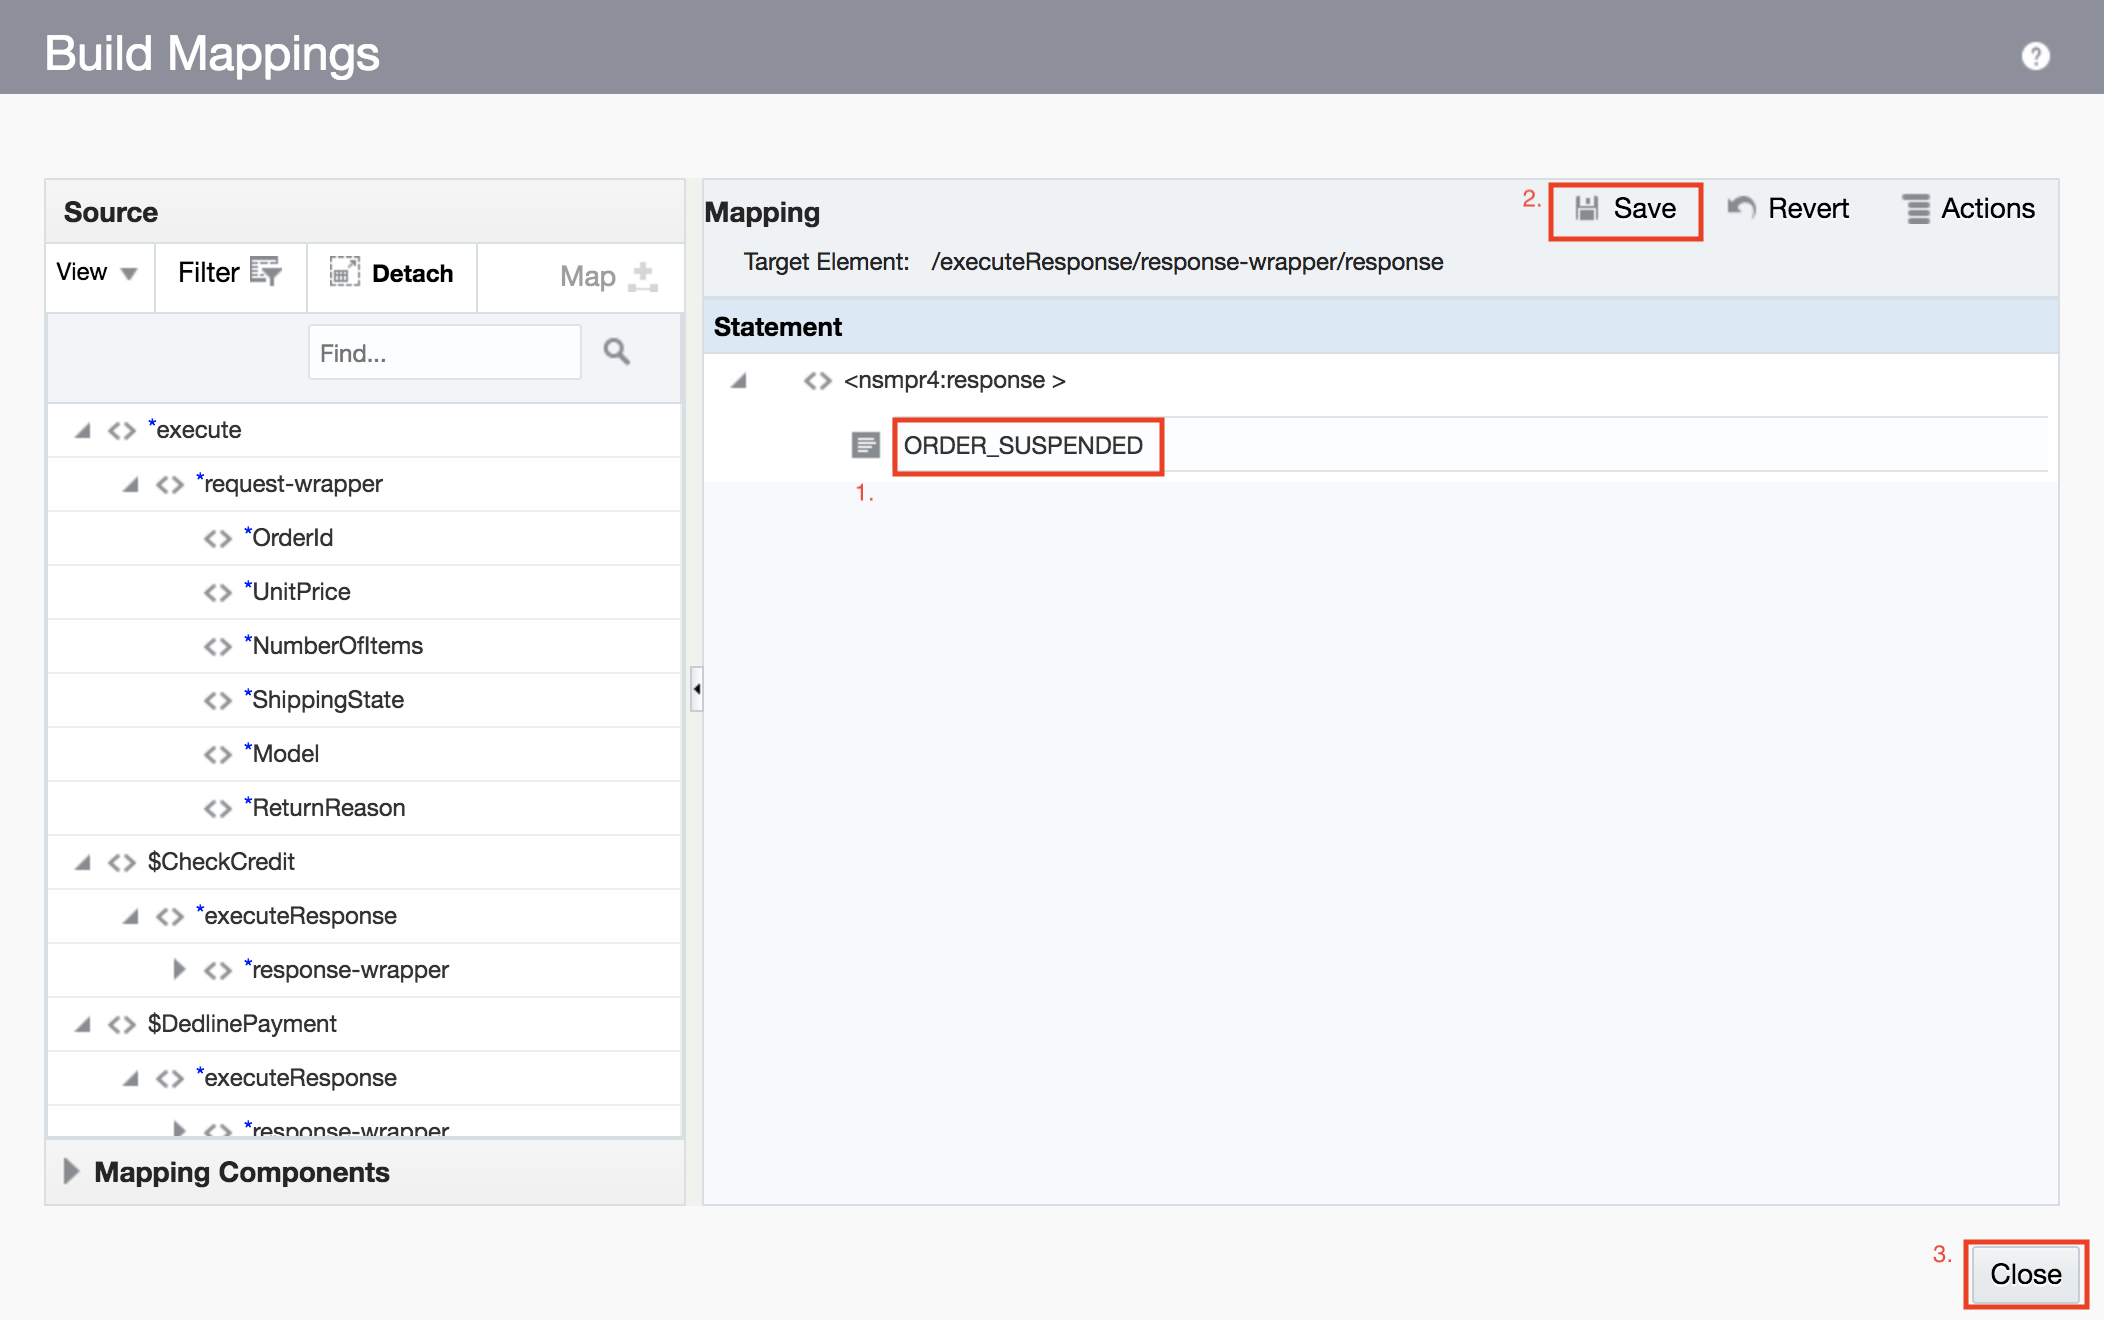 Build Mappings
?
Source
View
Filter
Detach
Map
Find...
*execute
*request-wrapper
*OrderId
*UnitPrice
*NumberOfItems
*ShippingState
*Model
*ReturnReason
$CheckCredit
*executeResponse
*response-wrapper
$DedlinePayment
*executeResponse
*response-wrapper
Mapping Components
Mapping
2.
Save
Revert
Actions
Target Element: /executeResponse/response-wrapper/response
Statement
<> <nsmpr4:response >
ORDER_SUSPENDED
1.
3.
Close